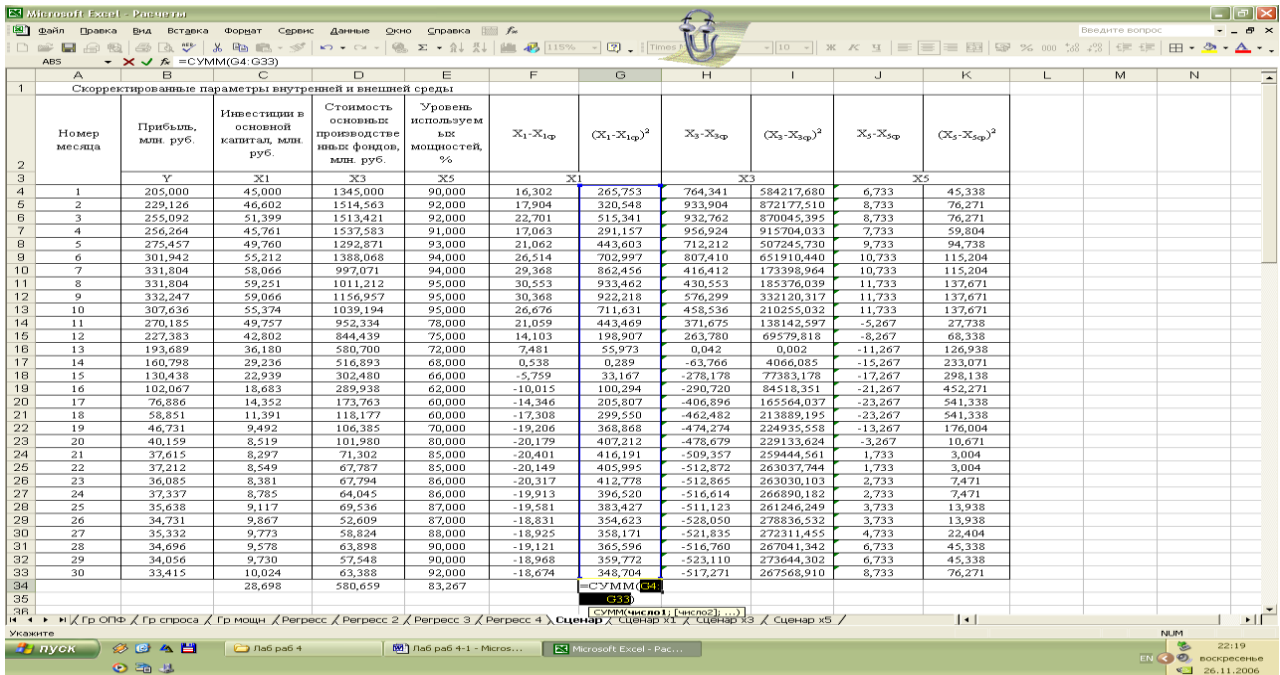 Microsoft Excel - Расчеты
Файл Правка Вид Вставка Формат Сервис Данные Окно Справка
Введите вопрос
115% Times 10 Ж К Ч % 000
ABS =СУММ(G4:G33)
A B C D E F G H I J K L M N
1 Скорректированные параметры внутренней и внешней среды
2 Номер месяца Прибыль, млн. руб. Инвестиции в основной капитал, млн. руб. Стоимость основных производстве нных фондов, млн. руб. Уровень используем ых мощностей, % X₁-X₁ср (X₁-X₁ср)² X₃-X₃ср (X₃-X₃ср)² X₅-X₅ср (X₅-X₅ср)²
3 Y X1 X3 X5 X1 X3 X5
4 1 205,000 45,000 1345,000 90,000 16,302 265,753 764,341 584217,680 6,733 45,338
5 2 229,126 46,602 1514,563 92,000 17,904 320,548 933,904 872177,510 8,733 76,271
6 3 255,092 51,399 1513,421 92,000 22,701 515,341 932,762 870045,395 8,733 76,271
7 4 256,264 45,761 1537,583 91,000 17,063 291,157 956,924 915704,033 7,733 59,804
8 5 275,457 49,760 1292,871 93,000 21,062 443,603 712,212 507245,730 9,733 94,738
9 6 301,942 55,212 1388,068 94,000 26,514 702,997 807,410 651910,440 10,733 115,204
10 7 331,804 58,066 997,071 94,000 29,368 862,456 416,412 173398,964 10,733 115,204
11 8 331,804 59,251 1011,212 95,000 30,553 933,462 430,553 185376,039 11,733 137,671
12 9 332,247 59,066 1156,957 95,000 30,368 922,218 576,299 332120,317 11,733 137,671
13 10 307,636 55,374 1039,194 95,000 26,676 711,631 458,536 210255,032 11,733 137,671
14 11 270,185 49,757 952,334 78,000 21,059 443,469 371,675 138142,597 -5,267 27,738
15 12 227,383 42,802 844,439 75,000 14,103 198,907 263,780 69579,818 -8,267 68,338
16 13 193,689 36,180 580,700 72,000 7,481 55,973 0,042 0,002 -11,267 126,938
17 14 160,798 29,236 516,893 68,000 0,538 0,289 -63,766 4066,085 -15,267 233,071
18 15 130,438 22,939 302,480 66,000 -5,759 33,167 -278,178 77383,178 -17,267 298,138
19 16 102,067 18,683 289,938 62,000 -10,015 100,294 -290,720 84518,351 -21,267 452,271
20 17 76,886 14,352 173,763 60,000 -14,346 205,807 -406,896 165564,037 -23,267 541,338
21 18 58,851 11,391 118,177 60,000 -17,308 299,550 -462,482 213889,195 -23,267 541,338
22 19 46,731 9,492 106,385 70,000 -19,206 368,868 -474,274 224935,558 -13,267 176,004
23 20 40,159 8,519 101,980 80,000 -20,179 407,212 -478,679 229133,624 -3,267 10,671
24 21 37,615 8,297 71,302 85,000 -20,401 416,191 -509,357 259444,561 1,733 3,004
25 22 37,212 8,549 67,787 85,000 -20,149 405,995 -512,872 263037,744 1,733 3,004
26 23 36,085 8,381 67,794 86,000 -20,317 412,778 -512,865 263030,103 2,733 7,471
27 24 37,337 8,785 64,045 86,000 -19,913 396,520 -516,614 266890,182 2,733 7,471
28 25 35,638 9,117 69,536 87,000 -19,581 383,427 -511,123 261246,249 3,733 13,938
29 26 34,731 9,867 52,609 87,000 -18,831 354,623 -528,050 278836,532 3,733 13,938
30 27 35,332 9,773 58,824 88,000 -18,925 358,171 -521,835 272311,455 4,733 22,404
31 28 34,696 9,578 63,898 90,000 -19,121 365,596 -516,760 267041,342 6,733 45,338
32 29 34,056 9,730 57,548 90,000 -18,968 359,772 -523,110 273644,302 6,733 45,338
33 30 33,415 10,024 63,388 92,000 -18,674 348,704 -517,271 267568,910 8,733 76,271
34 28,698 580,659 83,267 =СУММ(G4:
35 G33)
36 СУММ(число1; [число2]; ...)
Гр ОПФ / Гр спроса / Гр мощн / Регресс / Регресс 2 / Регресс 3 / Регресс 4 \ Сценар / Сценар x1 / Сценар x3 / Сценар x5 /
Укажите NUM
пуск Лаб раб 4 Лаб раб 4-1 - Micros... Microsoft Excel - Рас... EN 22:19
воскресенье
26.11.2006